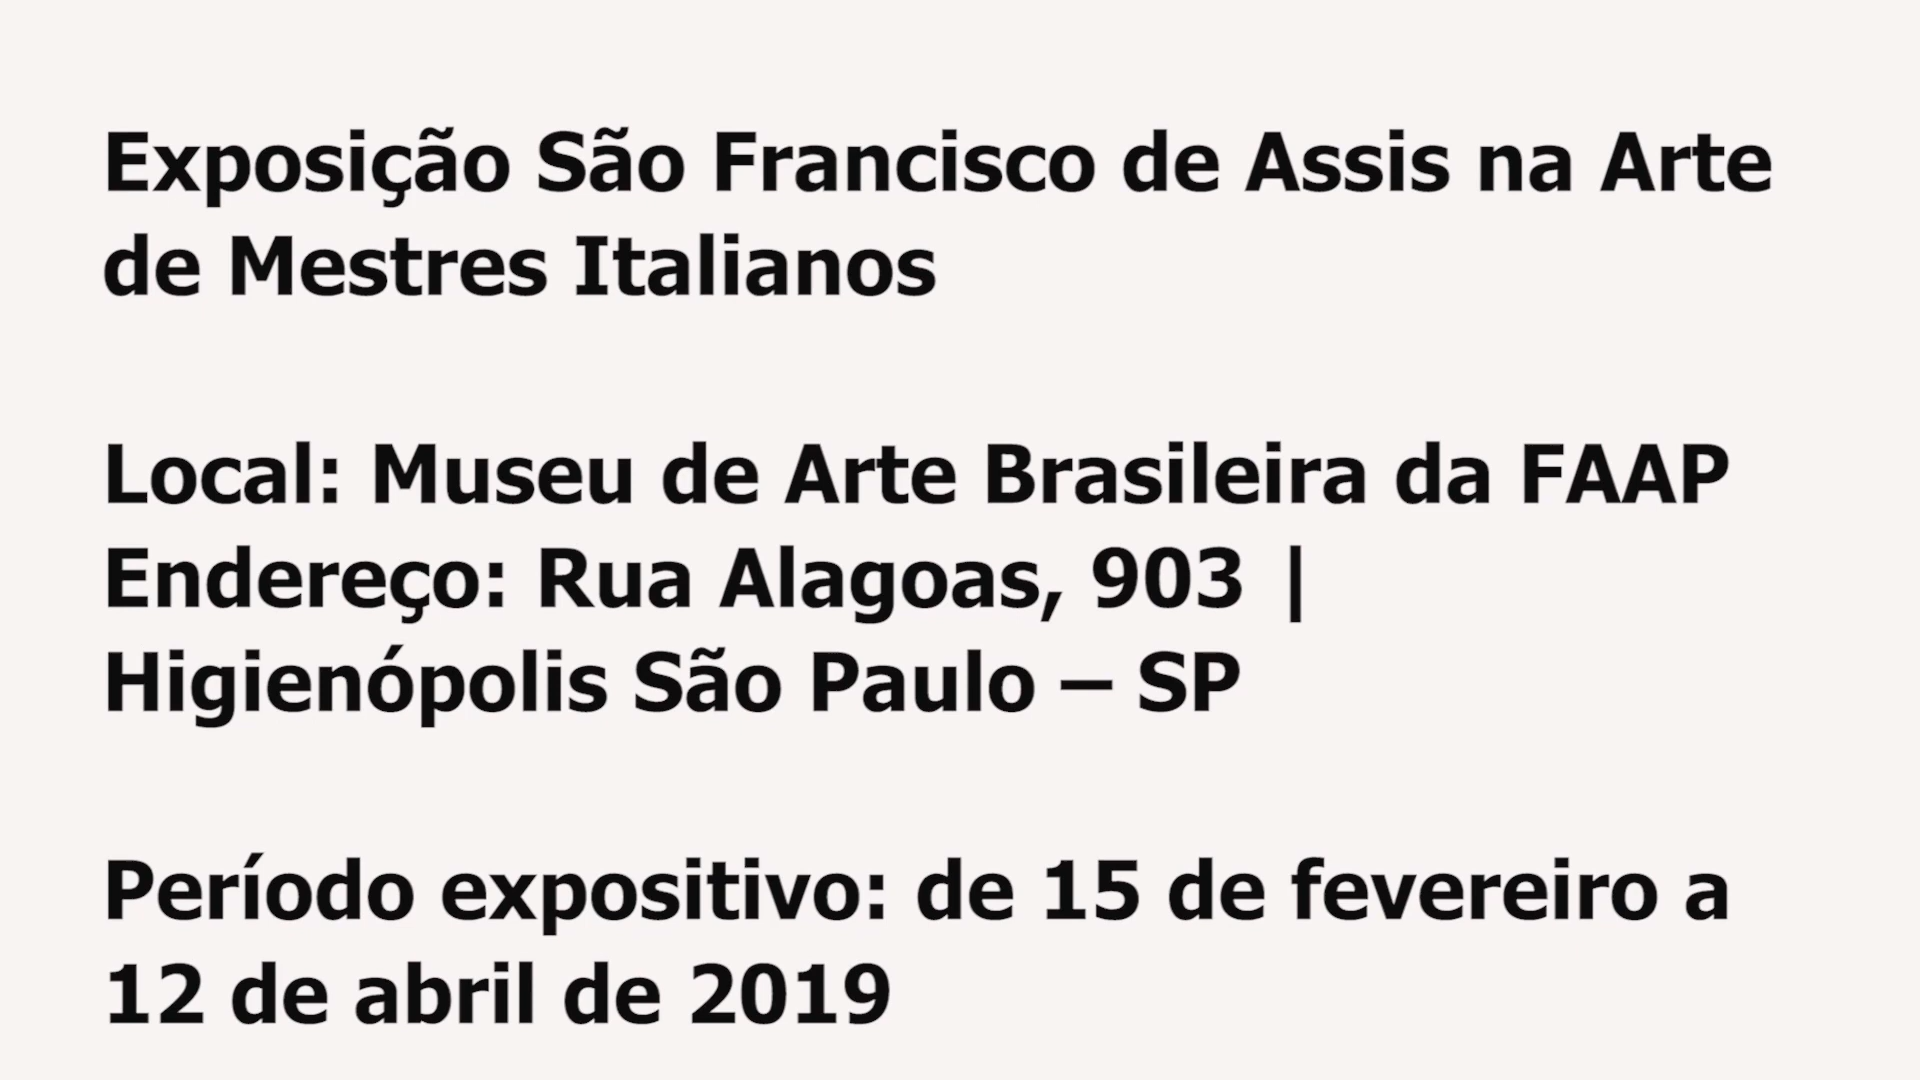 Exposição São Francisco de Assis na Arte
de Mestres Italianos
Local: Museu de Arte Brasileira da FAAP
Endereço: Rua Alagoas, 903 |
Higienópolis São Paulo – SP
Período expositivo: de 15 de fevereiro a
12 de abril de 2019